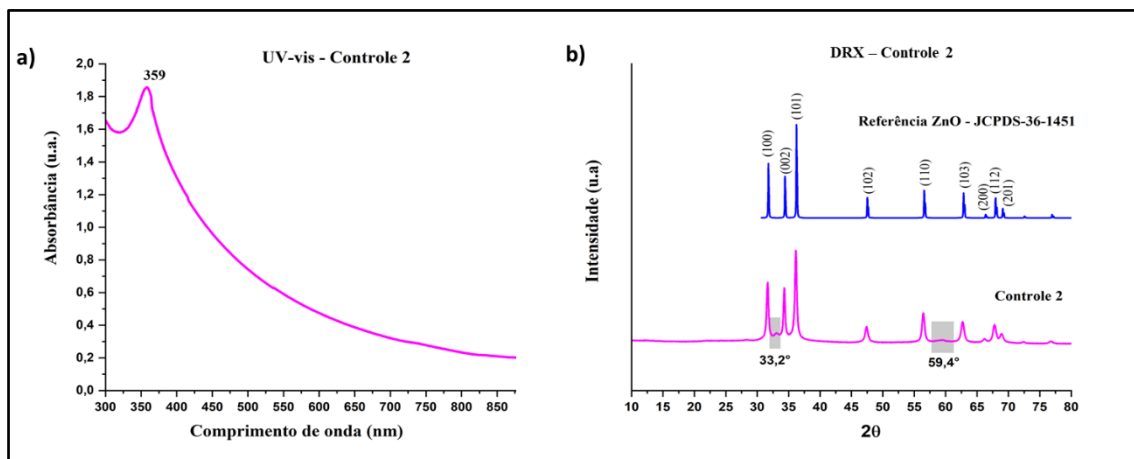 a)
UV-vis - Controle 2
359
Absorbância (u.a.)
2,0
1,8
1,6
1,4
1,2
1,0
0,8
0,6
0,4
0,2
0,0
300 350 400 450 500 550 600 650 700 750 800 850
Comprimento de onda (nm)
b)
DRX – Controle 2
Referência ZnO - JCPDS-36-1451
(100)
(002)
(101)
(102)
(110)
(103)
(200)
(112)
(201)
Intensidade (u.a)
Controle 2
33,2°
59,4°
10 15 20 25 30 35 40 45 50 55 60 65 70 75 80
2θ